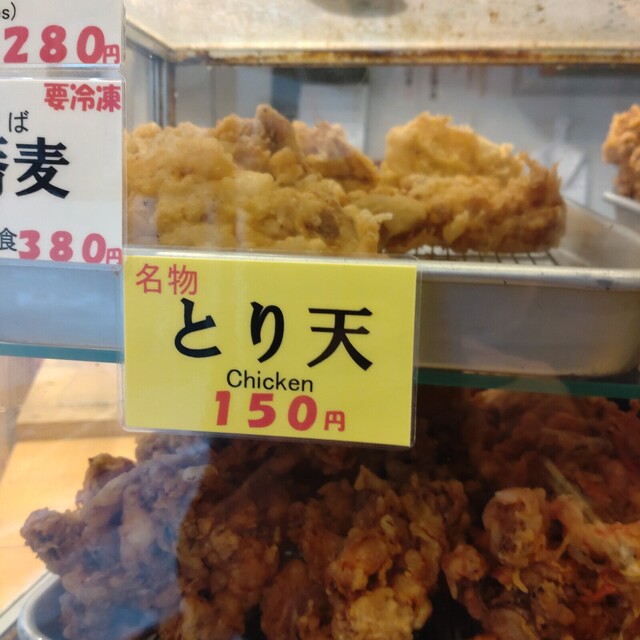 s)
280円
要冷凍
ば
麦
食380円
名物
とり天
Chicken
150円